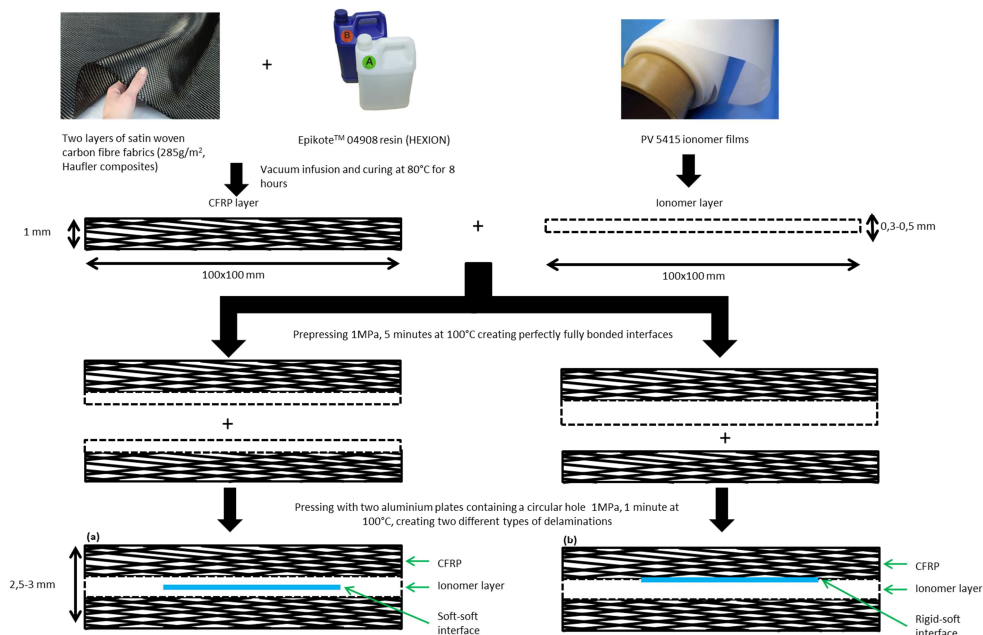 B
A
+
Two layers of satin woven
carbon fibre fabrics (285g/m²,
Haufler composites)
Epikote™ 04908 resin (HEXION)
PV 5415 ionomer films
Vacuum infusion and curing at 80°C for 8
hours
CFRP layer
Ionomer layer
1 mm
+
0,3-0,5 mm
100x100 mm
100x100 mm
Prepressing 1MPa, 5 minutes at 100°C creating perfectly fully bonded interfaces
+
+
Pressing with two aluminium plates containing a circular hole 1MPa, 1 minute at
100°C, creating two different types of delaminations
(a)
2,5-3 mm
CFRP
Ionomer layer
Soft-soft
interface
(b)
CFRP
Ionomer layer
Rigid-soft
interface